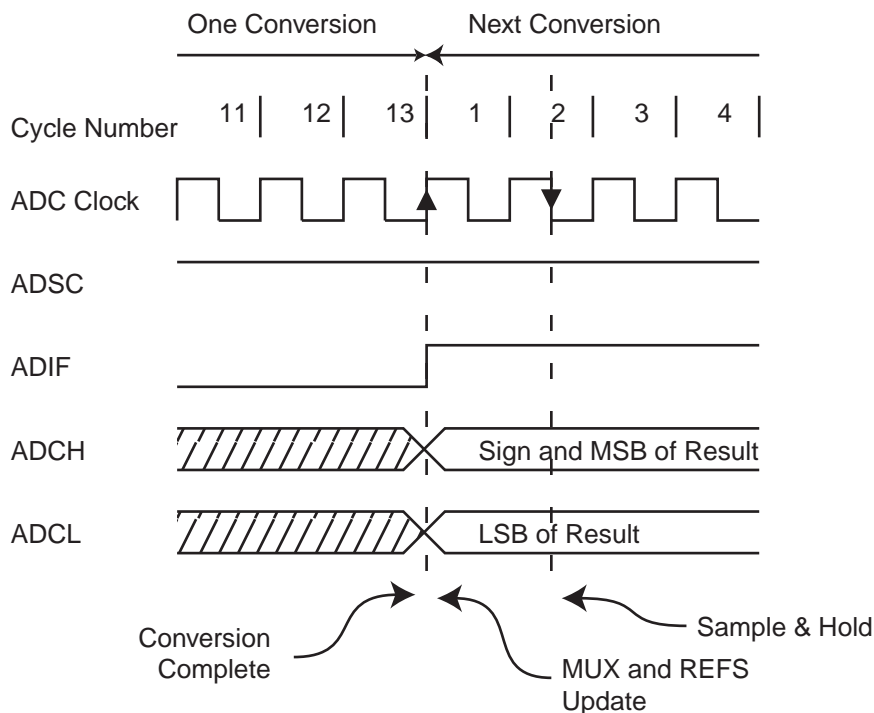 One Conversion Next Conversion
Cycle Number 11 12 13 1 2 3 4
ADC Clock
ADSC
ADIF
ADCH Sign and MSB of Result
ADCL LSB of Result
Conversion
Complete
MUX and REFS
Update
Sample & Hold